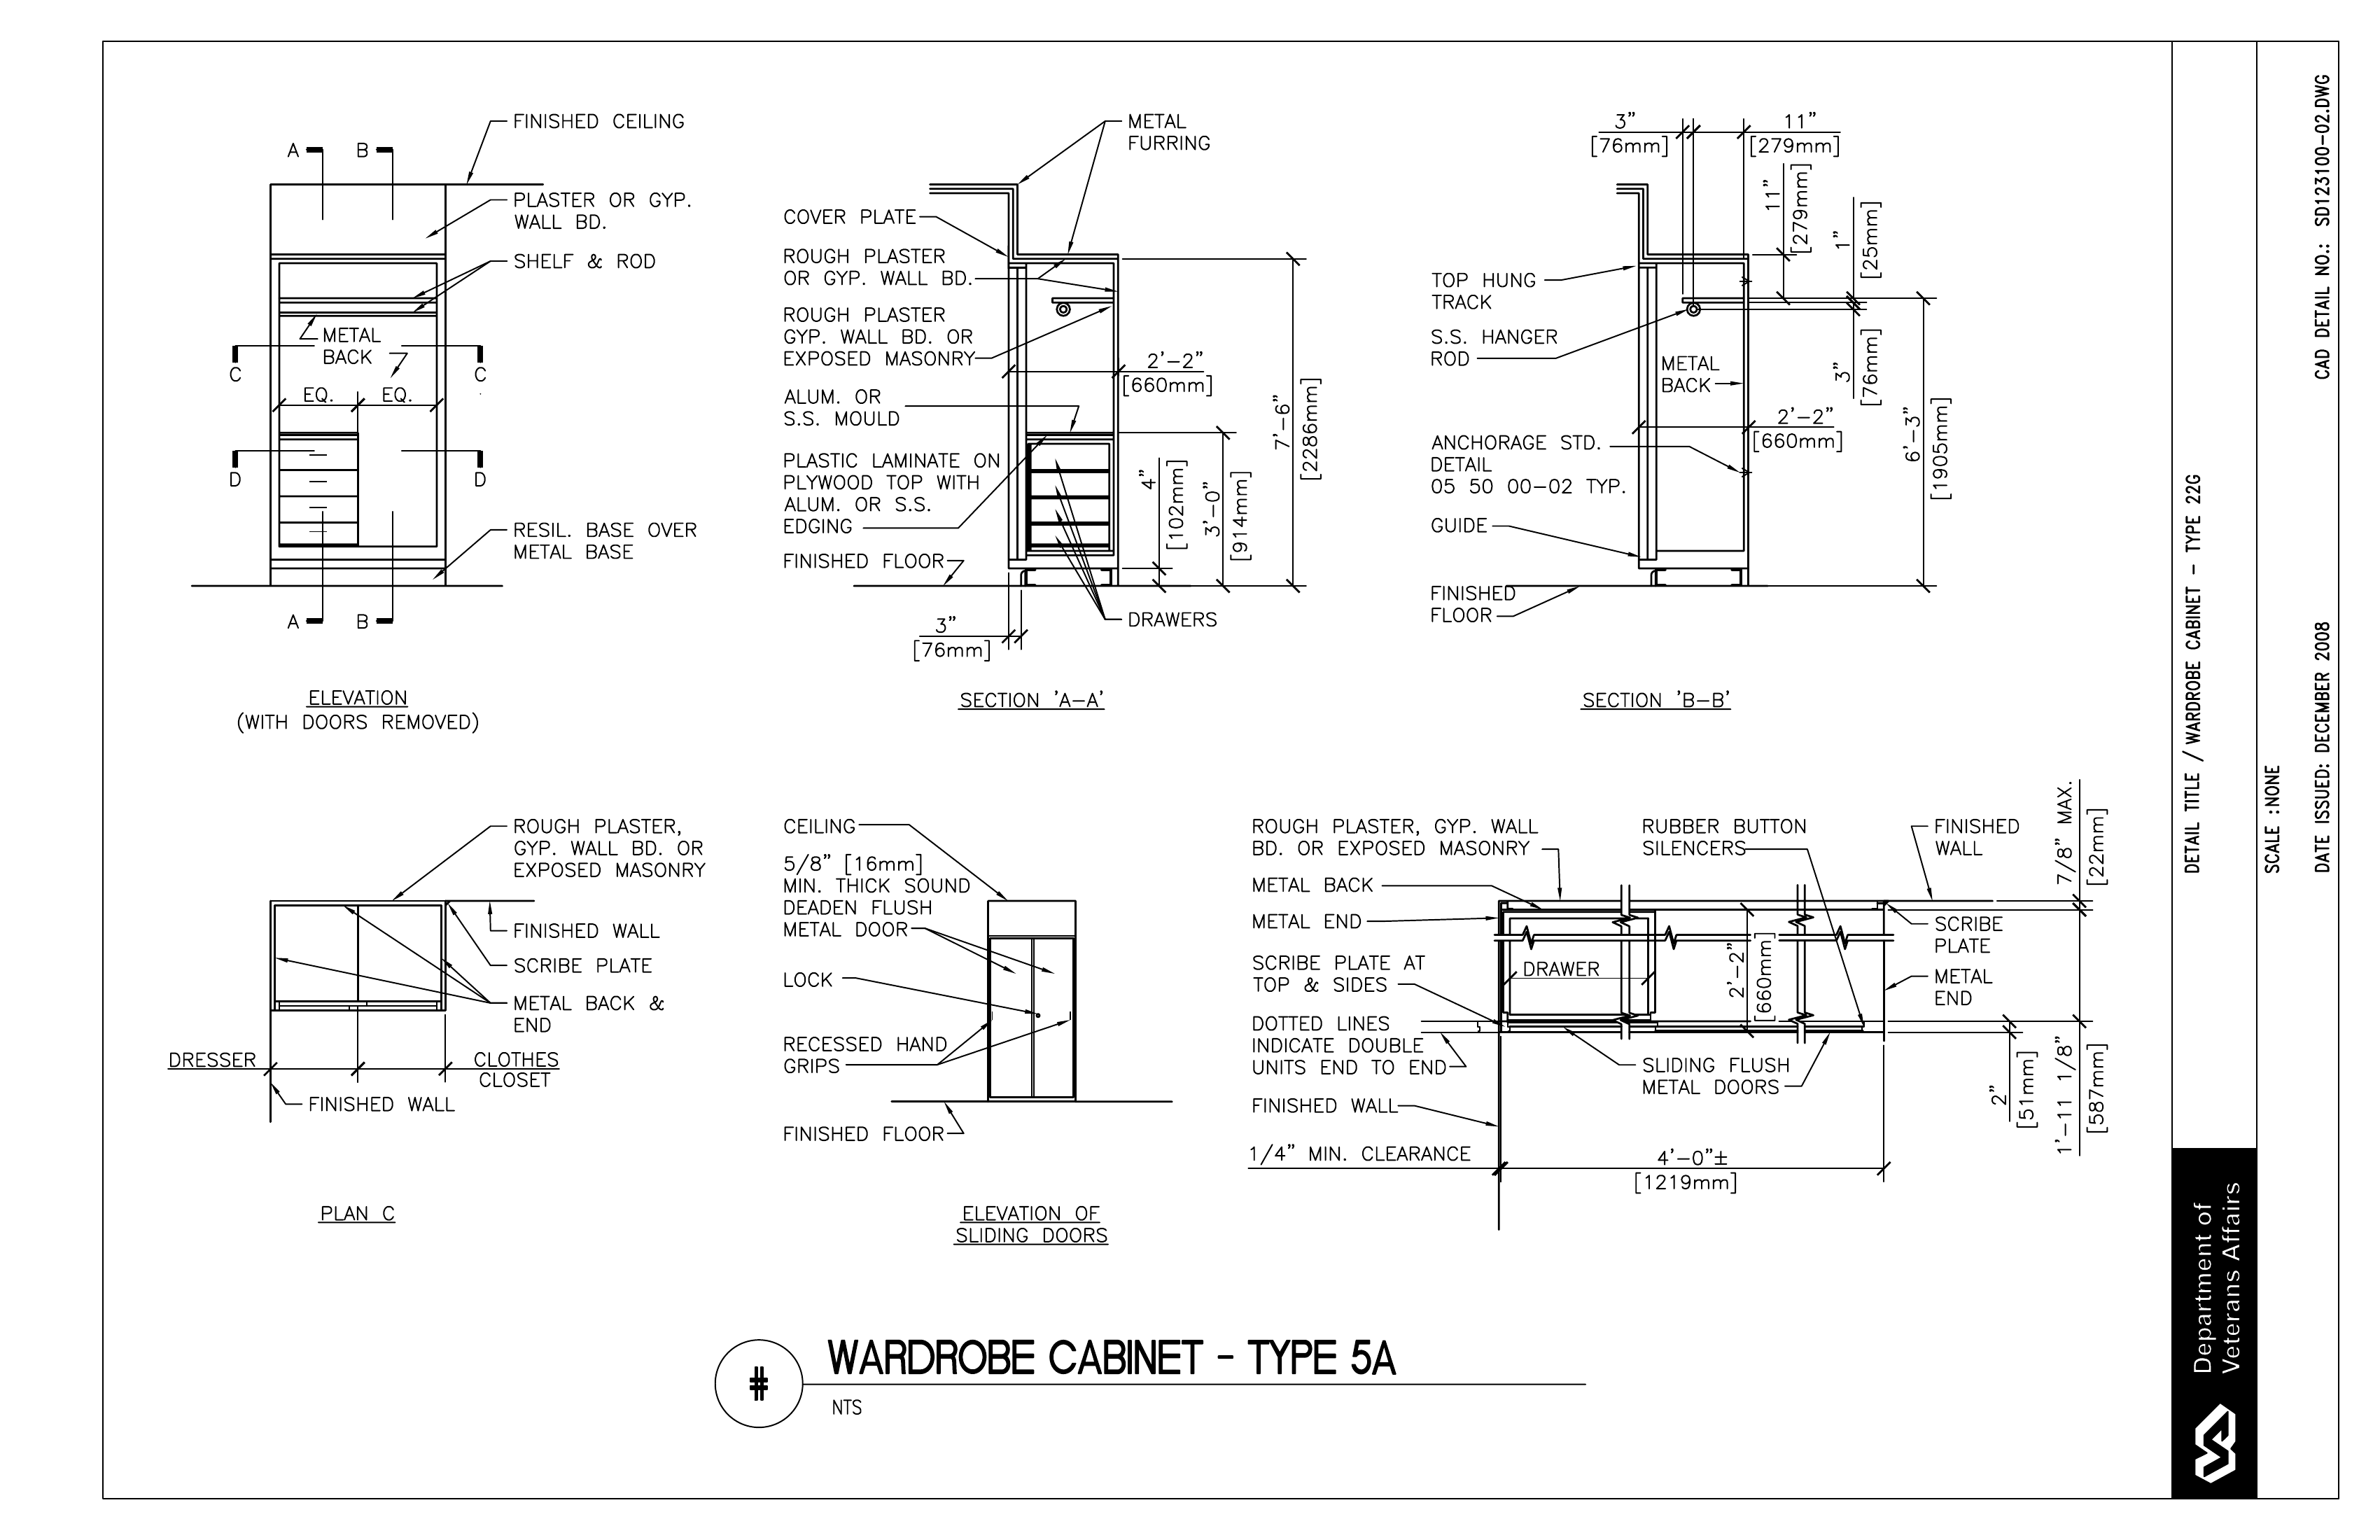 A
B
FINISHED CEILING
PLASTER OR GYP.
WALL BD.
SHELF & ROD
METAL
BACK
C
C
EQ.
EQ.
D
D
RESIL. BASE OVER
METAL BASE
A
B
ELEVATION
(WITH DOORS REMOVED)
METAL
FURRING
COVER PLATE
ROUGH PLASTER
OR GYP. WALL BD.
ROUGH PLASTER
GYP. WALL BD. OR
EXPOSED MASONRY
2'-2"
[660mm]
ALUM. OR
S.S. MOULD
PLASTIC LAMINATE ON
PLYWOOD TOP WITH
ALUM. OR S.S.
EDGING
FINISHED FLOOR
4"
[102mm]
3'-0"
[914mm]
7'-6"
[2286mm]
DRAWERS
3"
[76mm]
SECTION 'A-A'
3"
[76mm]
11"
[279mm]
11"
[279mm]
1"
[25mm]
TOP HUNG
TRACK
S.S. HANGER
ROD
METAL
BACK
3"
[76mm]
2'-2"
[660mm]
6'-3"
[1905mm]
ANCHORAGE STD.
DETAIL
05 50 00-02 TYP.
GUIDE
FINISHED
FLOOR
SECTION 'B-B'
ROUGH PLASTER,
GYP. WALL BD. OR
EXPOSED MASONRY
FINISHED WALL
SCRIBE PLATE
METAL BACK &
END
DRESSER
CLOTHES
CLOSET
FINISHED WALL
PLAN C
CEILING
5/8" [16mm]
MIN. THICK SOUND
DEADEN FLUSH
METAL DOOR
LOCK
RECESSED HAND
GRIPS
FINISHED FLOOR
ELEVATION OF
SLIDING DOORS
ROUGH PLASTER, GYP. WALL
BD. OR EXPOSED MASONRY
METAL BACK
METAL END
SCRIBE PLATE AT
TOP & SIDES
DOTTED LINES
INDICATE DOUBLE
UNITS END TO END
FINISHED WALL
1/4" MIN. CLEARANCE
RUBBER BUTTON
SILENCERS
FINISHED
WALL
7/8" MAX.
[22mm]
SCRIBE
PLATE
METAL
END
DRAWER
2'-2"
[660mm]
SLIDING FLUSH
METAL DOORS
2"
[51mm]
1'-11 1/8"
[587mm]
4'-0"±
[1219mm]
#
WARDROBE CABINET - TYPE 5A
NTS
DETAIL TITLE / WARDROBE CABINET - TYPE 22G
SCALE :NONE
DATE ISSUED: DECEMBER 2008
CAD DETAIL NO.: SD123100-02.DWG
Department of
Veterans Affairs